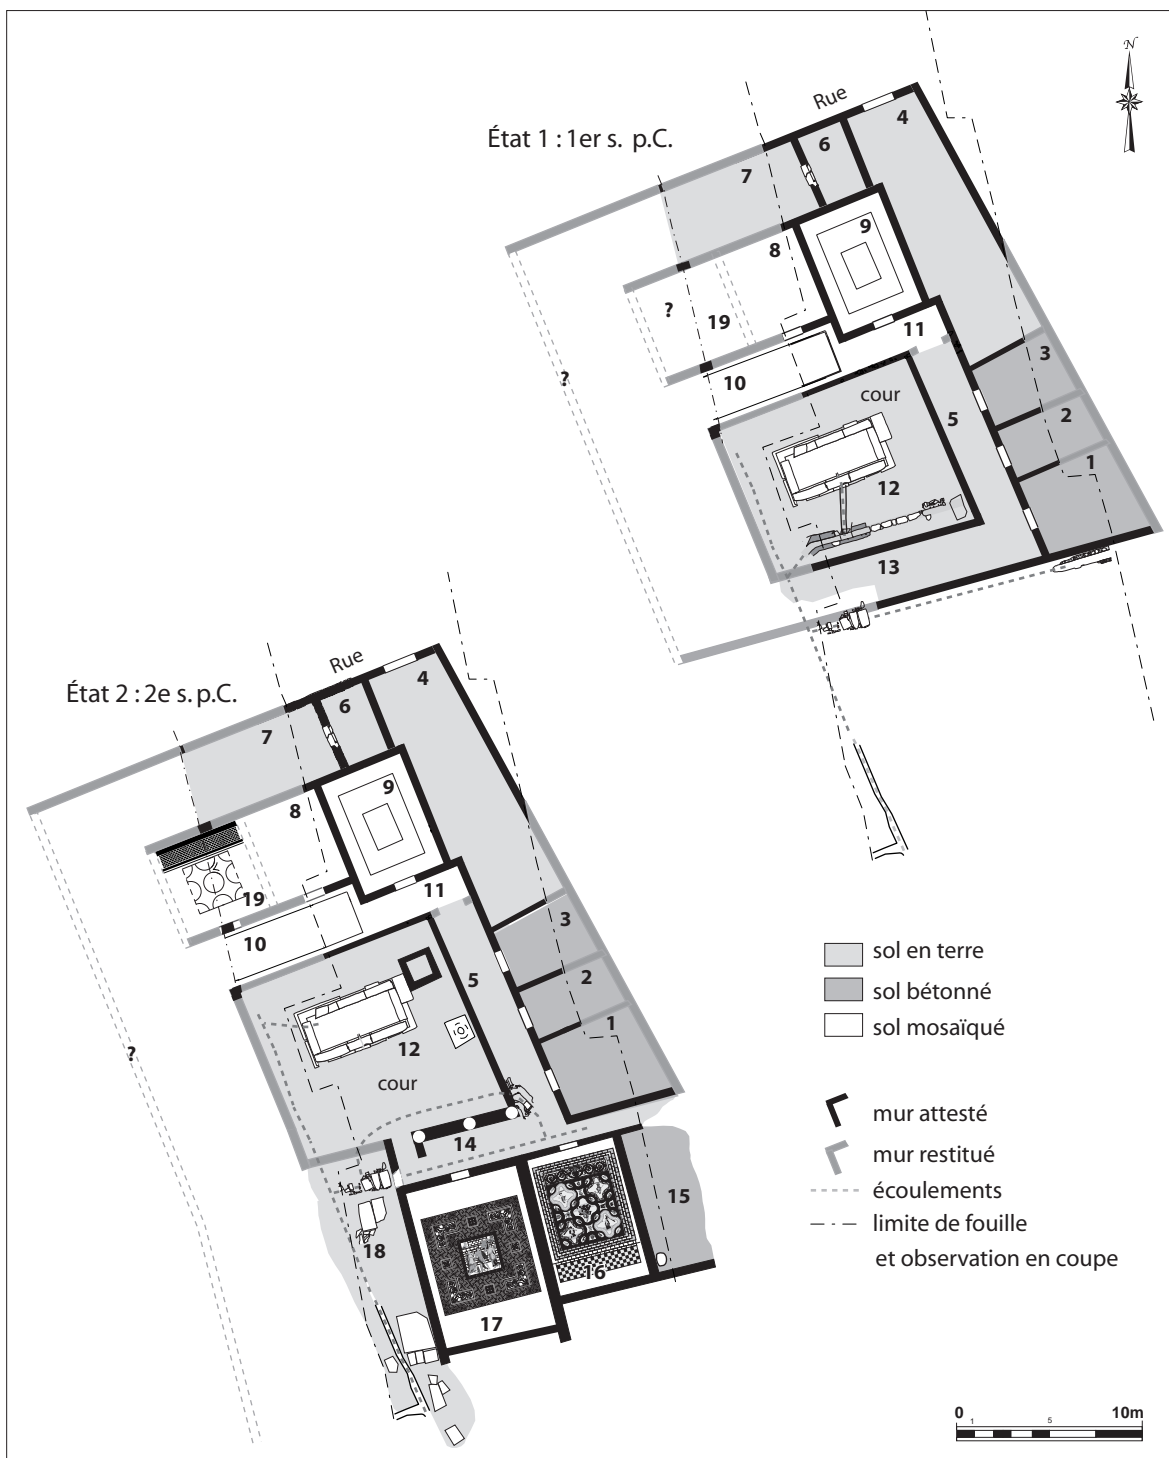 N
État 1 : 1er s. p.C.
Rue
4
6
7
9
8
?
19
11
10
3
cour
5
2
?
1
12
13
État 2 : 2e s. p.C.
Rue
4
6
7
9
8
19
11
10
3
5
2
1
?
12
cour
14
15
18
16
17
sol en terre
sol bétonné
sol mosaïqué
mur attesté
mur restitué
écoulements
limite de fouille
et observation en coupe
0 1 5 10m